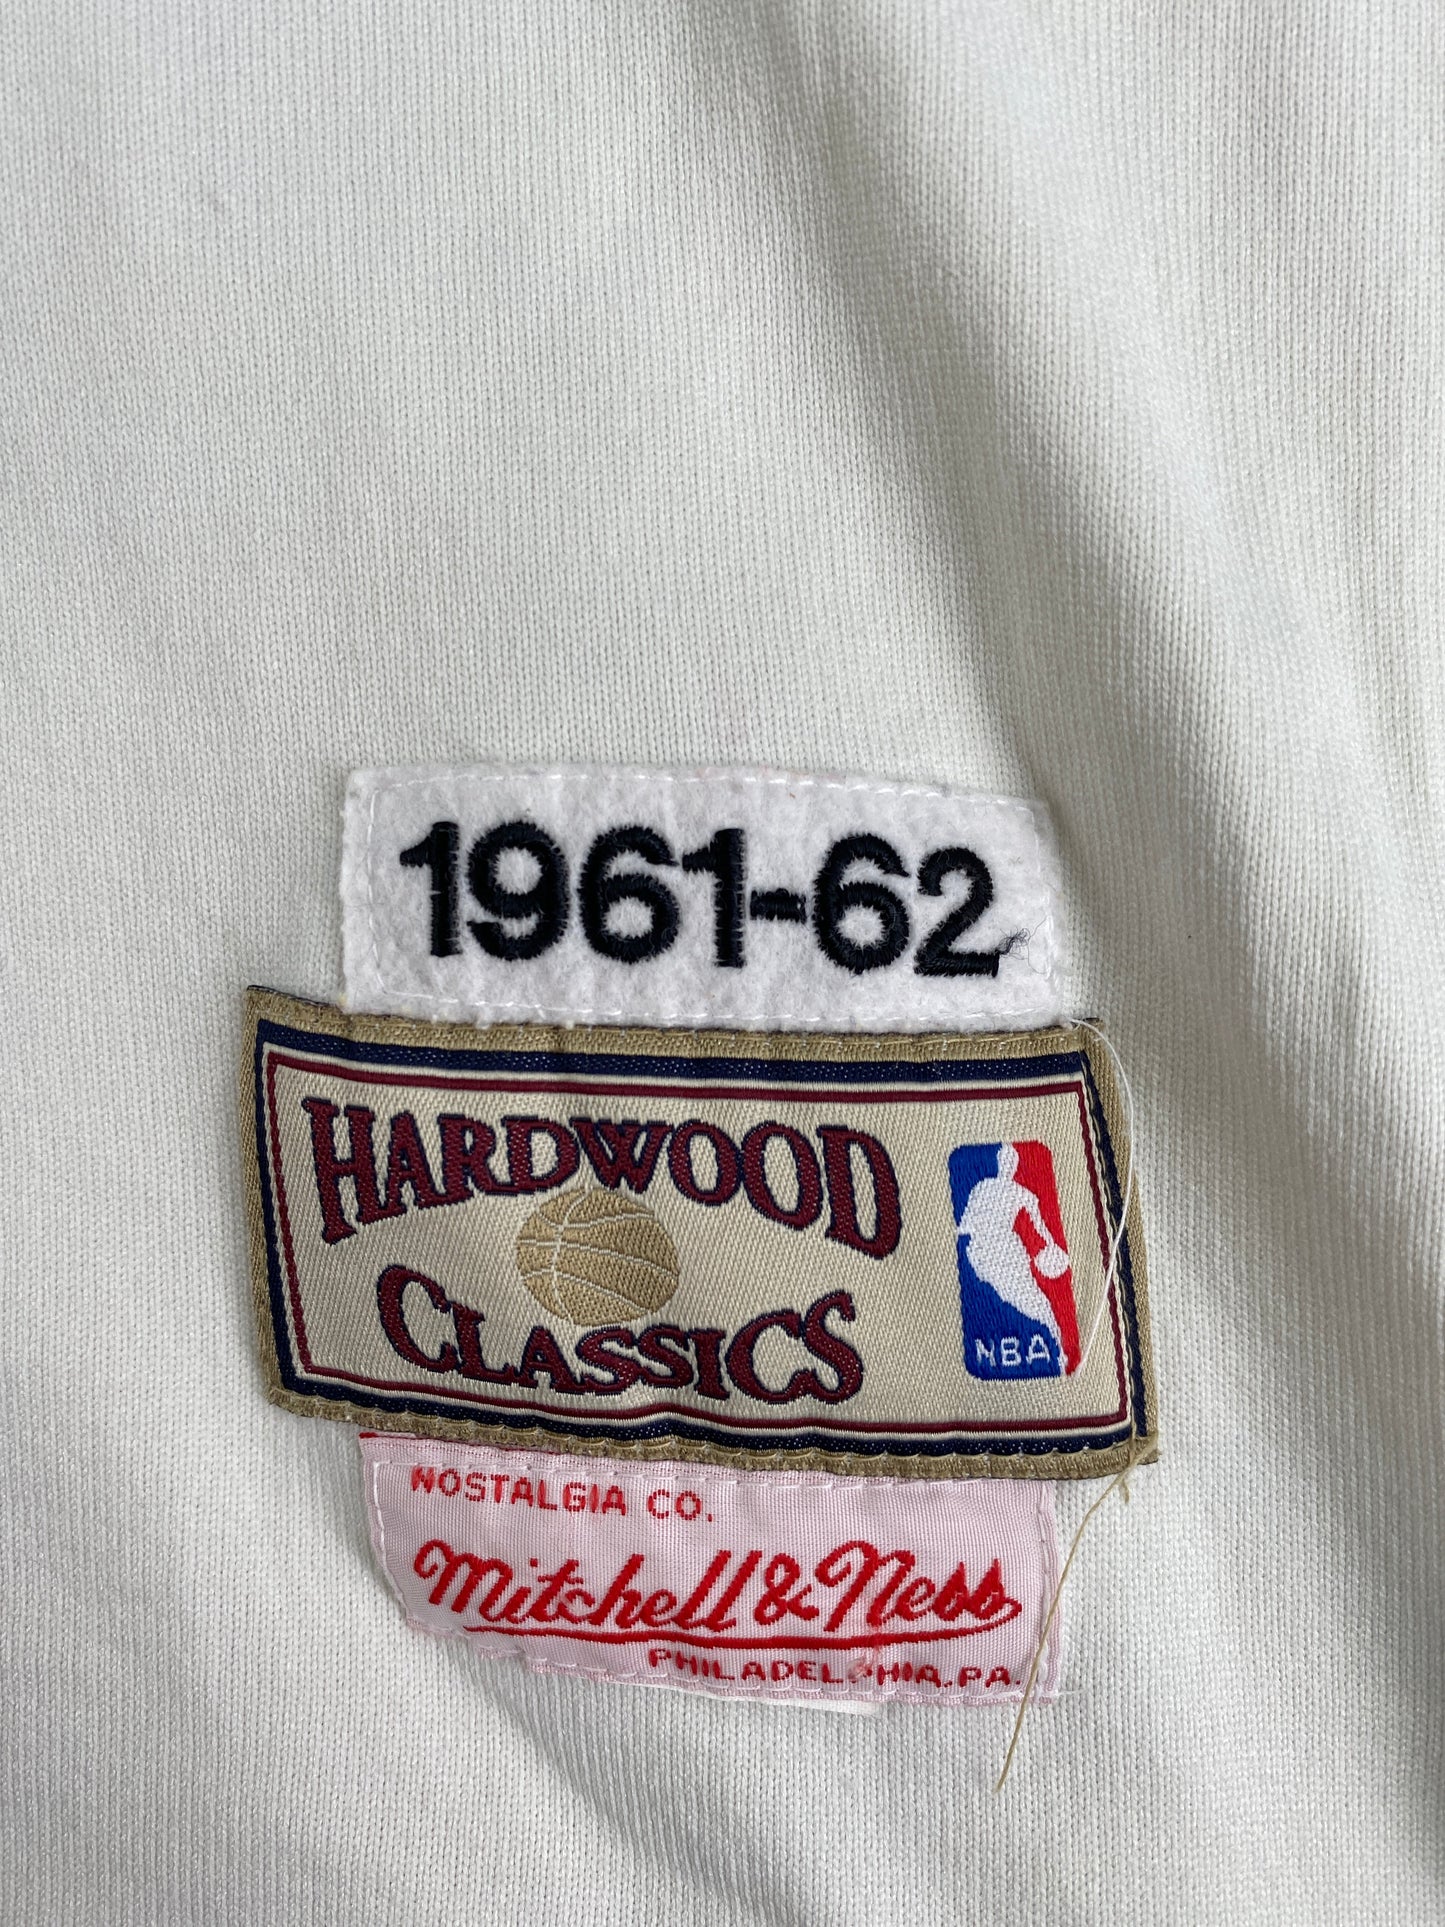 1961-62
HARDWOOD
CLASSICS
NBA
NOSTALGIA CO.
Mitchell & Ness
PHILADELPHIA, PA.